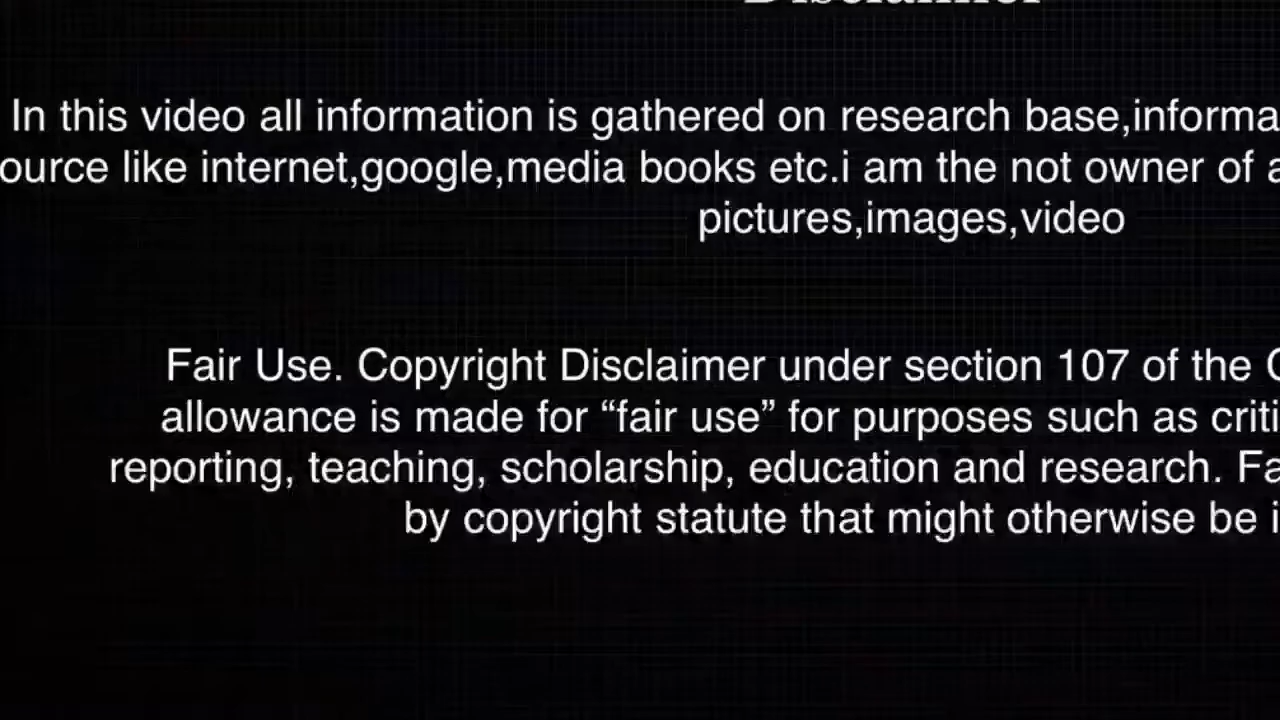 Disclaimer
In this video all information is gathered on research base,informa
ource like internet,google,media books etc.i am the not owner of a
pictures,images,video
Fair Use. Copyright Disclaimer under section 107 of the C
allowance is made for “fair use” for purposes such as criti
reporting, teaching, scholarship, education and research. Fa
by copyright statute that might otherwise be i